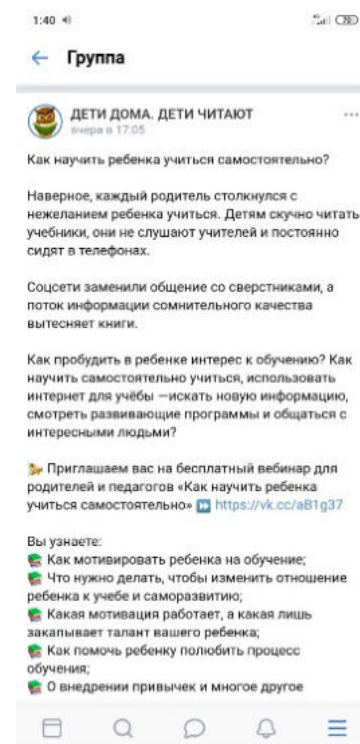 1:40
Группа
ДЕТИ ДОМА. ДЕТИ ЧИТАЮТ
вчера в 17:05
Как научить ребенка учиться самостоятельно?
Наверное, каждый родитель столкнулся с
нежеланием ребенка учиться. Детям скучно читать
учебники, они не слушают учителей и постоянно
сидят в телефонах.
Соцсети заменили общение со сверстниками, а
поток информации сомнительного качества
вытесняет книги.
Как пробудить в ребенке интерес к обучению? Как
научить самостоятельно учиться, использовать
интернет для учёбы —искать новую информацию,
смотреть развивающие программы и общаться с
интересными людьми?
Приглашаем вас на бесплатный вебинар для
родителей и педагогов «Как научить ребенка
учиться самостоятельно» https://vk.cc/aB1g37
Вы узнаете:
Как мотивировать ребенка на обучение;
Что нужно делать, чтобы изменить отношение
ребенка к учебе и саморазвитию;
Какая мотивация работает, а какая лишь
закапывает талант вашего ребенка;
Как помочь ребенку полюбить процесс
обучения;
О внедрении привычек и многое другое